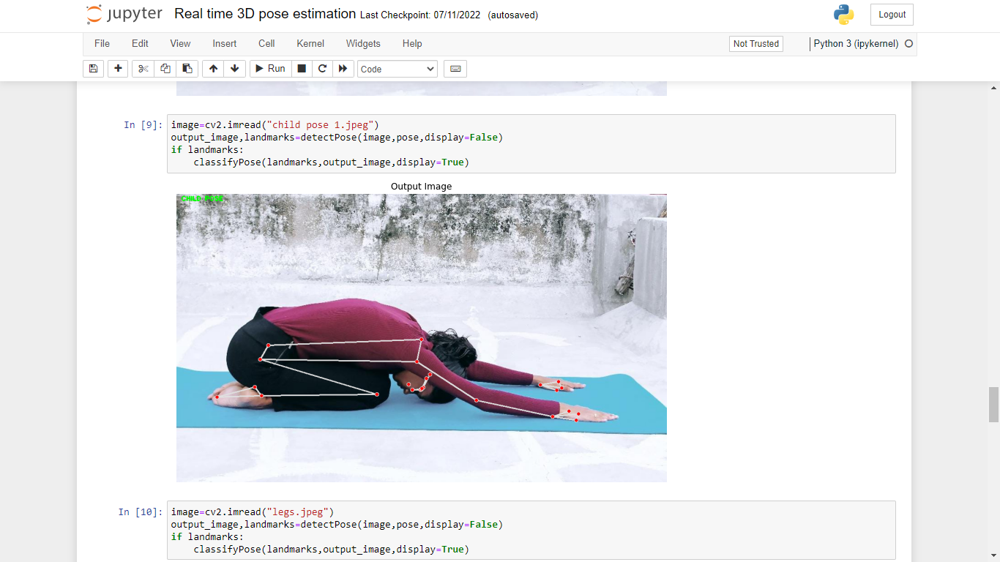 jupyter Real time 3D pose estimation Last Checkpoint: 07/11/2022 (autosaved) Logout
File Edit View Insert Cell Kernel Widgets Help Not Trusted Python 3 (ipykernel)
Run Code
In [9]: image=cv2.imread("child pose 1.jpeg")
output_image,landmarks=detectPose(image,pose,display=False)
if landmarks:
    classifyPose(landmarks,output_image,display=True)
Output Image
CHILD POSE
In [10]: image=cv2.imread("legs.jpeg")
output_image,landmarks=detectPose(image,pose,display=False)
if landmarks:
    classifyPose(landmarks,output_image,display=True)